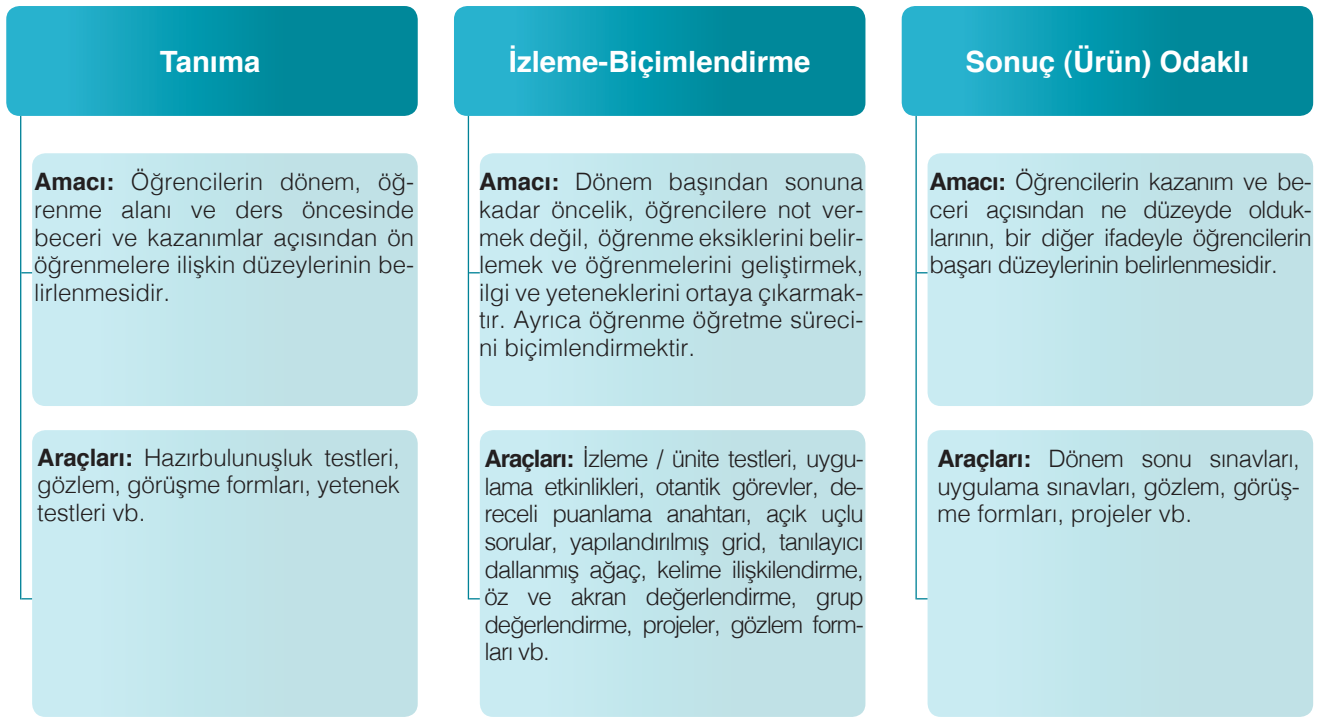 Tanıma
Amacı: Öğrencilerin dönem, öğ-
renme alanı ve ders öncesinde
beceri ve kazanımlar açısından ön
öğrenmelere ilişkin düzeylerinin be-
lirlenmesidir.
Araçları: Hazırbulunuşluk testleri,
gözlem, görüşme formları, yetenek
testleri vb.
İzleme-Biçimlendirme
Amacı: Dönem başından sonuna
kadar öncelik, öğrencilere not ver-
mek değil, öğrenme eksiklerini belir-
lemek ve öğrenmelerini geliştirmek,
ilgi ve yeteneklerini ortaya çıkarmak-
tır. Ayrıca öğrenme öğretme süreci-
ni biçimlendirmektir.
Araçları: İzleme / ünite testleri, uygu-
lama etkinlikleri, otantik görevler, de-
receli puanlama anahtarı, açık uçlu
sorular, yapılandırılmış grid, tanılayıcı
dallanmış ağaç, kelime ilişkilendirme,
öz ve akran değerlendirme, grup
değerlendirme, projeler, gözlem form-
ları vb.
Sonuç (Ürün) Odaklı
Amacı: Öğrencilerin kazanım ve be-
ceri açısından ne düzeyde olduk-
larının, bir diğer ifadeyle öğrencilerin
başarı düzeylerinin belirlenmesidir.
Araçları: Dönem sonu sınavları,
uygulama sınavları, gözlem, görüş-
me formları, projeler vb.